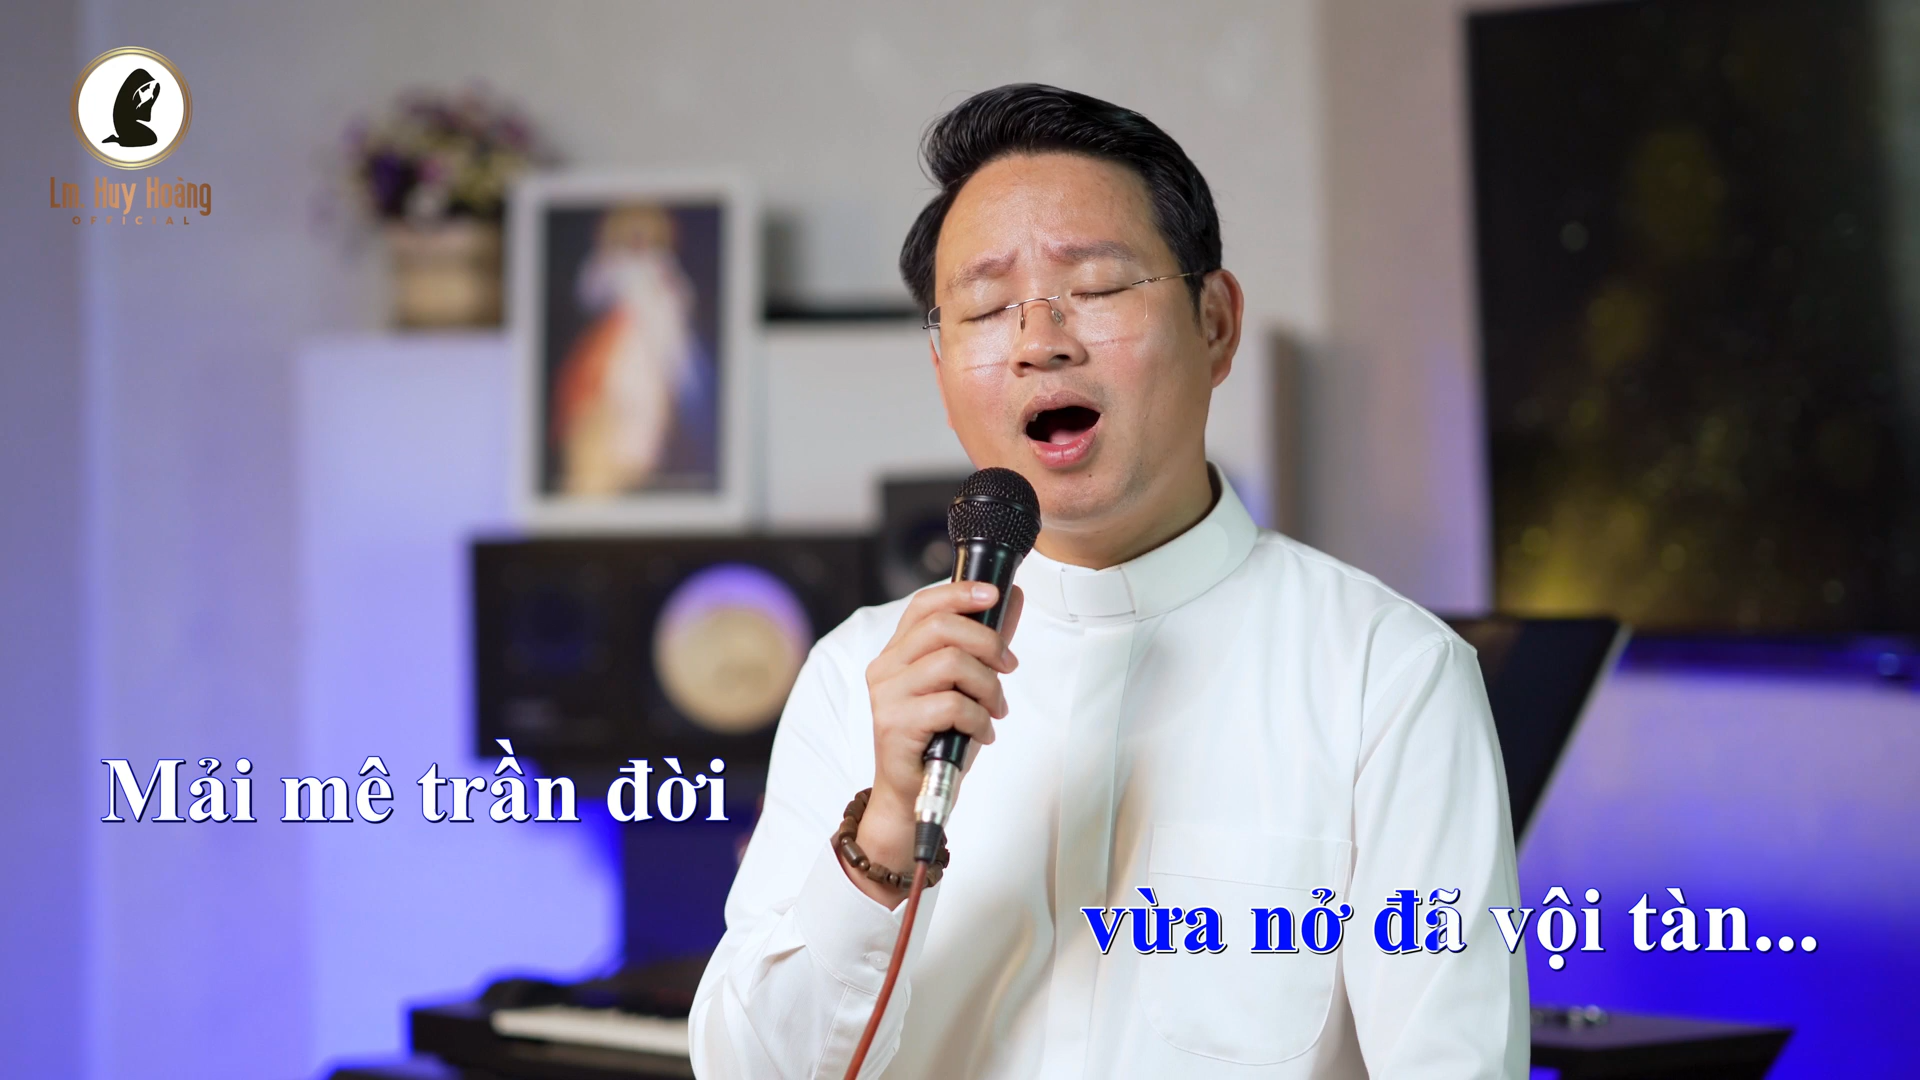 Lm. Huy Hoàng
OFFICIAL
Mải mê trần đời
vừa nở đã vội tàn...